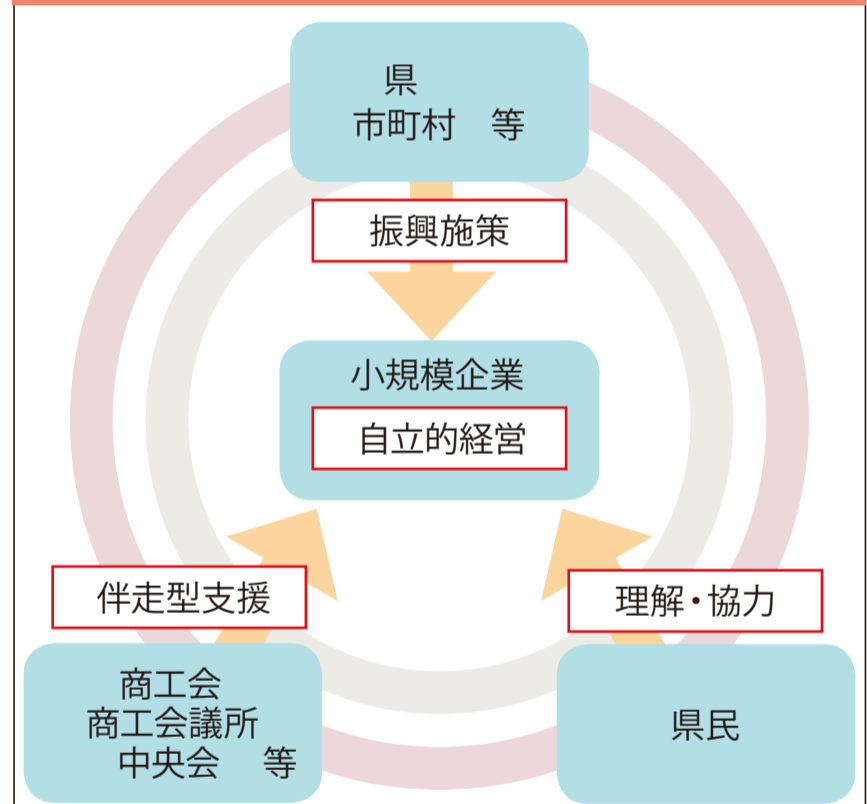 県
市町村　等
振興施策
小規模企業
自立的経営
伴走型支援
理解・協力
商工会
商工会議所
中央会　等
県民